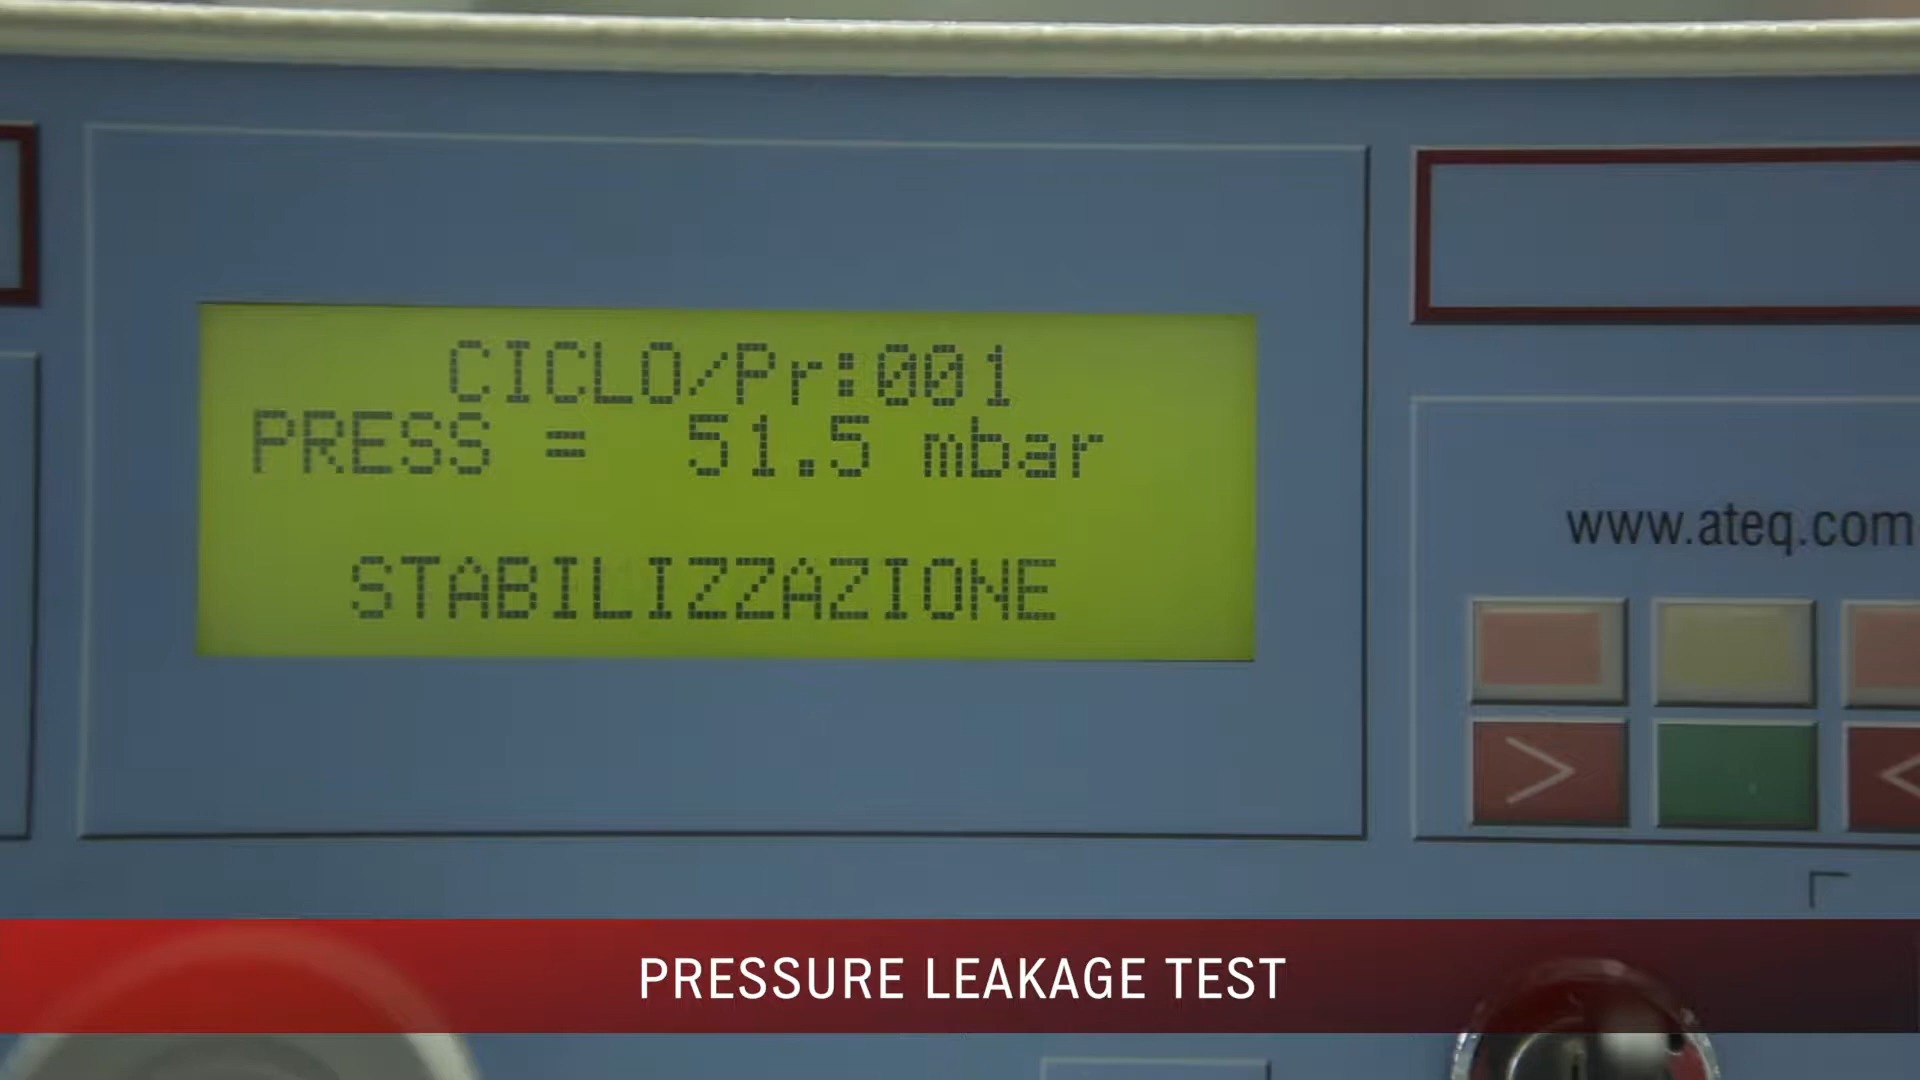 CICLO/Pr:001
PRESS = 51.5 mbar
STABILIZZAZIONE
www.ateq.com
>
<
PRESSURE LEAKAGE TEST